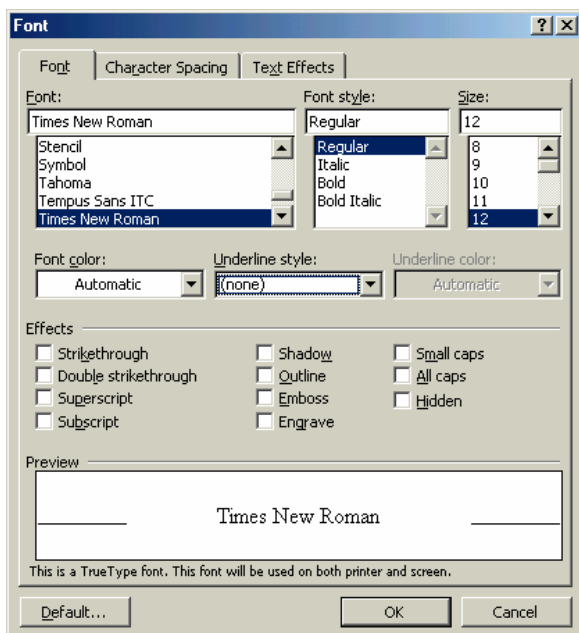 Font
Font Character Spacing Text Effects
Font: Font style: Size:
Times New Roman Regular 12
Stencil Regular 8
Symbol Italic 9
Tahoma Bold 10
Tempus Sans ITC Bold Italic 11
Times New Roman 12
Font color: Underline style: Underline color:
Automatic (none) Automatic
Effects
Strikethrough Shadow Small caps
Double strikethrough Outline All caps
Superscript Emboss Hidden
Subscript Engrave
Preview
Times New Roman
This is a TrueType font. This font will be used on both printer and screen.
Default... OK Cancel